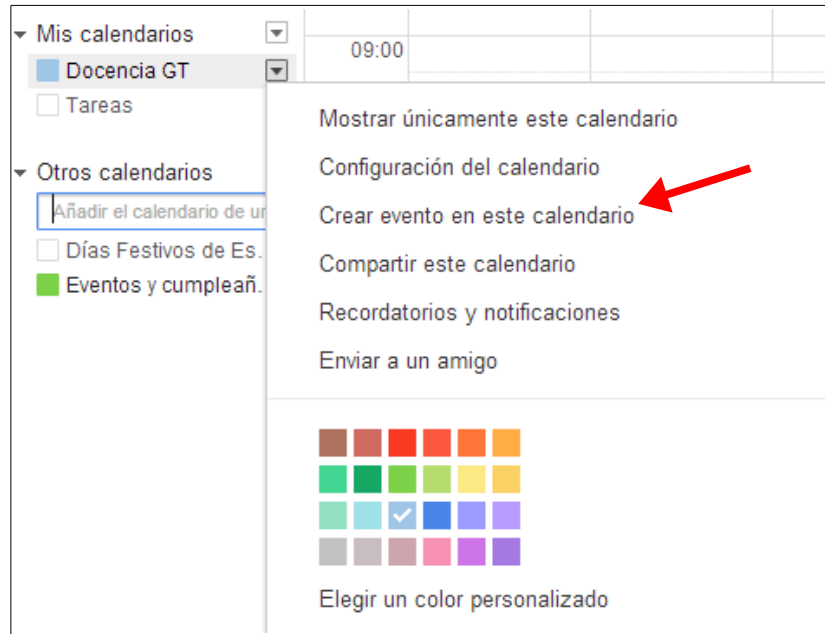 Mis calendarios
09:00
Docencia GT
Tareas
Otros calendarios
Añadir el calendario de ur
Días Festivos de Es.
Eventos y cumpleañ.
Mostrar únicamente este calendario
Configuración del calendario
Crear evento en este calendario
Compartir este calendario
Recordatorios y notificaciones
Enviar a un amigo
Elegir un color personalizado